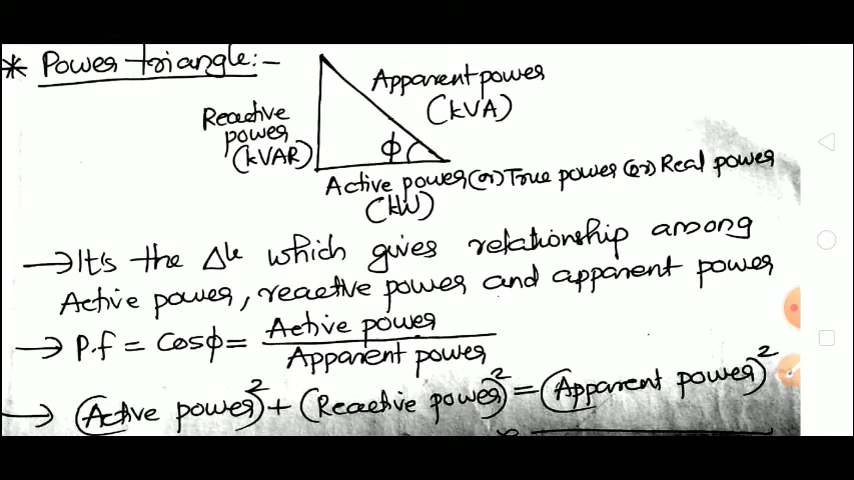 * Power triangle:-
Apparent power
(kVA)
Reactive
power
(kVAR)
ϕ
Active power (or) True power (or) Real power
(kW)
→ It's the Δle which gives relationship among
Active power, reactive power and apparent power
→ P.f = Cosϕ = Active power
Apparent power
→ (Active power)² + (Reactive power)² = (Apparent power)²